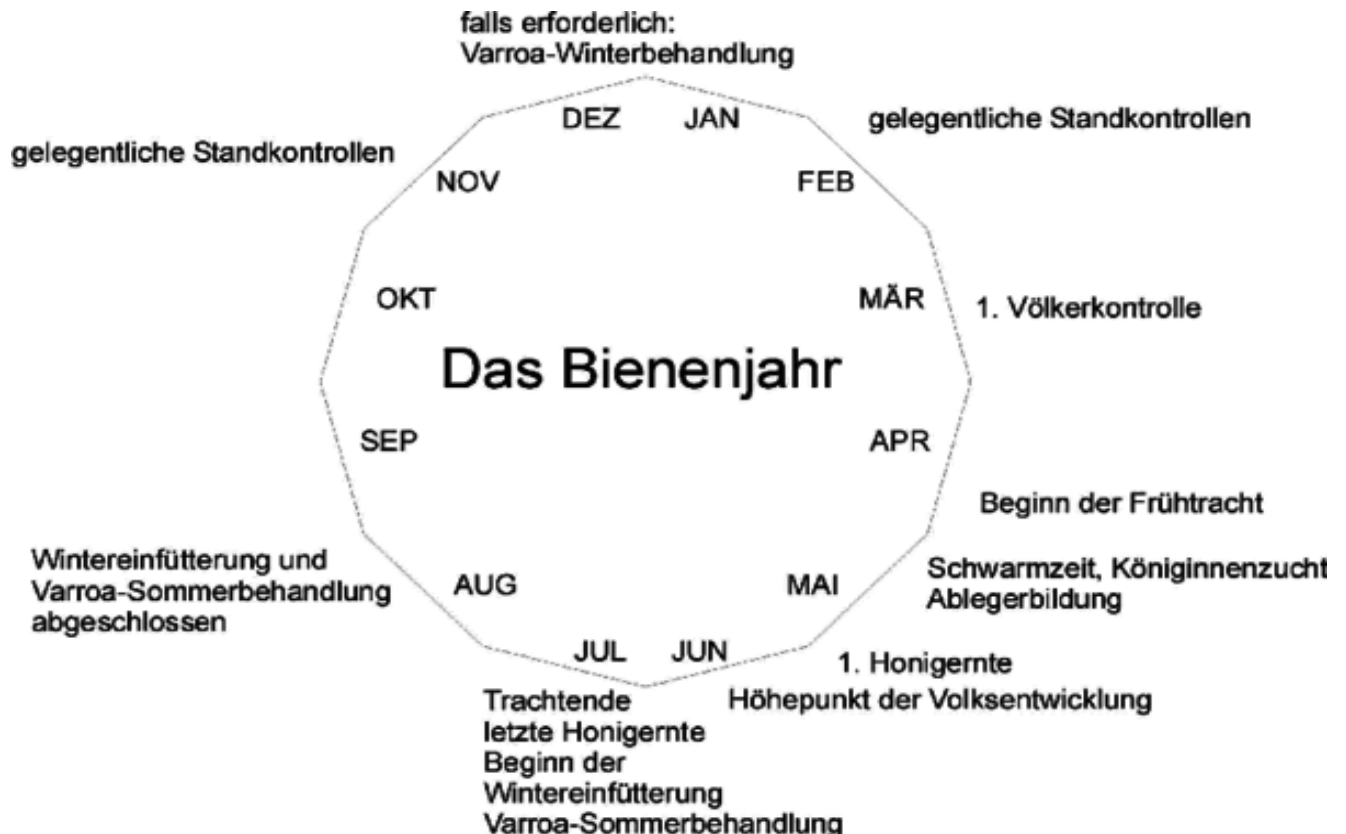 falls erforderlich:
Varroa-Winterbehandlung
DEZ
JAN
gelegentliche Standkontrollen
gelegentliche Standkontrollen
NOV
FEB
OKT
MÄR
1. Völkerkontrolle
Das Bienenjahr
SEP
APR
Beginn der Frühtracht
Wintereinfütterung und
Varroa-Sommerbehandlung
abgeschlossen
AUG
MAI
Schwarmzeit, Königinnenzucht
Ablegerbildung
JUL
JUN
1. Honigernte
Höhepunkt der Volksentwicklung
Trachtende
letzte Honigernte
Beginn der
Wintereinfütterung
Varroa-Sommerbehandlung